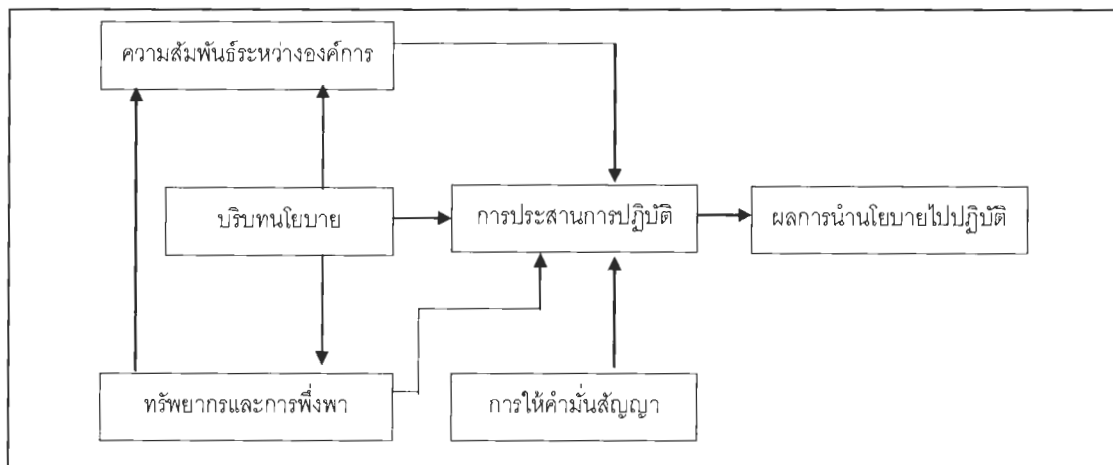 ความสัมพันธ์ระหว่างองค์การ
บริบทนโยบาย
การประสานการปฏิบัติ
ผลการนำนโยบายไปปฏิบัติ
ทรัพยากรและการพึ่งพา
การให้คำมั่นสัญญา